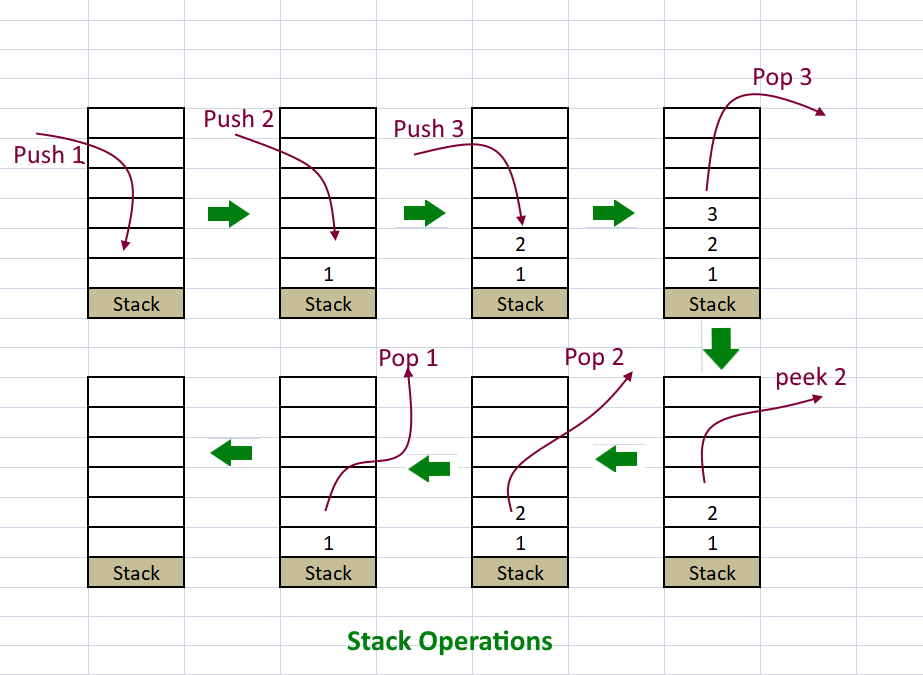 Pop 3
Push 2
Push 3
Push 1
3
2
2
1
1
1
Stack
Stack
Stack
Stack
Pop 1
Pop 2
peek 2
2
2
1
1
1
Stack
Stack
Stack
Stack
Stack Operations